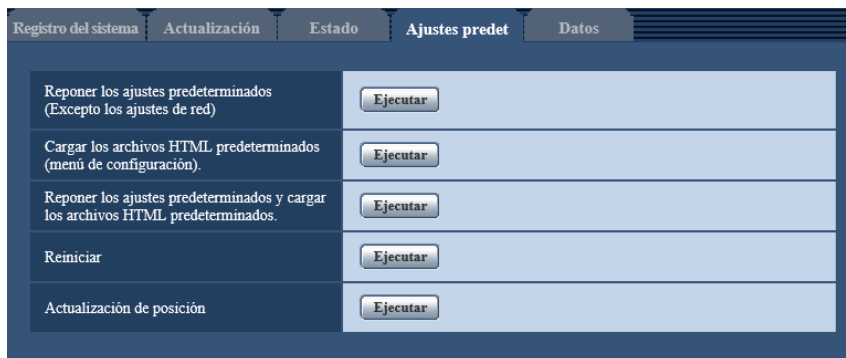 Registro del sistema Actualización Estado Ajustes predet Datos
Reponer los ajustes predeterminados
(Excepto los ajustes de red)
Ejecutar
Cargar los archivos HTML predeterminados
(menú de configuración).
Ejecutar
Reponer los ajustes predeterminados y cargar
los archivos HTML predeterminados.
Ejecutar
Reiniciar
Ejecutar
Actualización de posición
Ejecutar